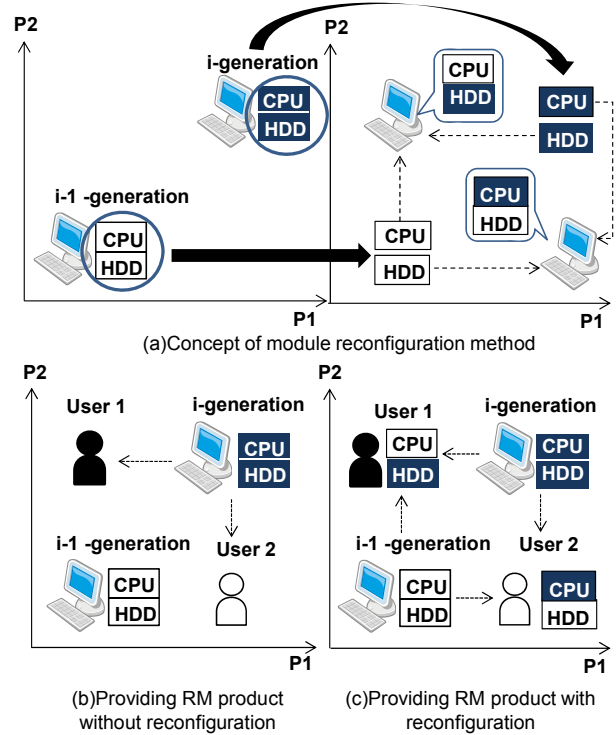 P2
P2
i-generation
CPU
HDD
CPU
HDD
CPU
HDD
i-1 -generation
CPU
HDD
CPU
HDD
CPU
HDD
P1
P1
(a)Concept of module reconfiguration method
P2
User 1
i-generation
CPU
HDD
i-1 -generation
User 2
CPU
HDD
P1
(b)Providing RM product
without reconfiguration
P2
User 1
i-generation
CPU
HDD
CPU
HDD
i-1 -generation
User 2
CPU
HDD
CPU
HDD
P1
(c)Providing RM product with
reconfiguration